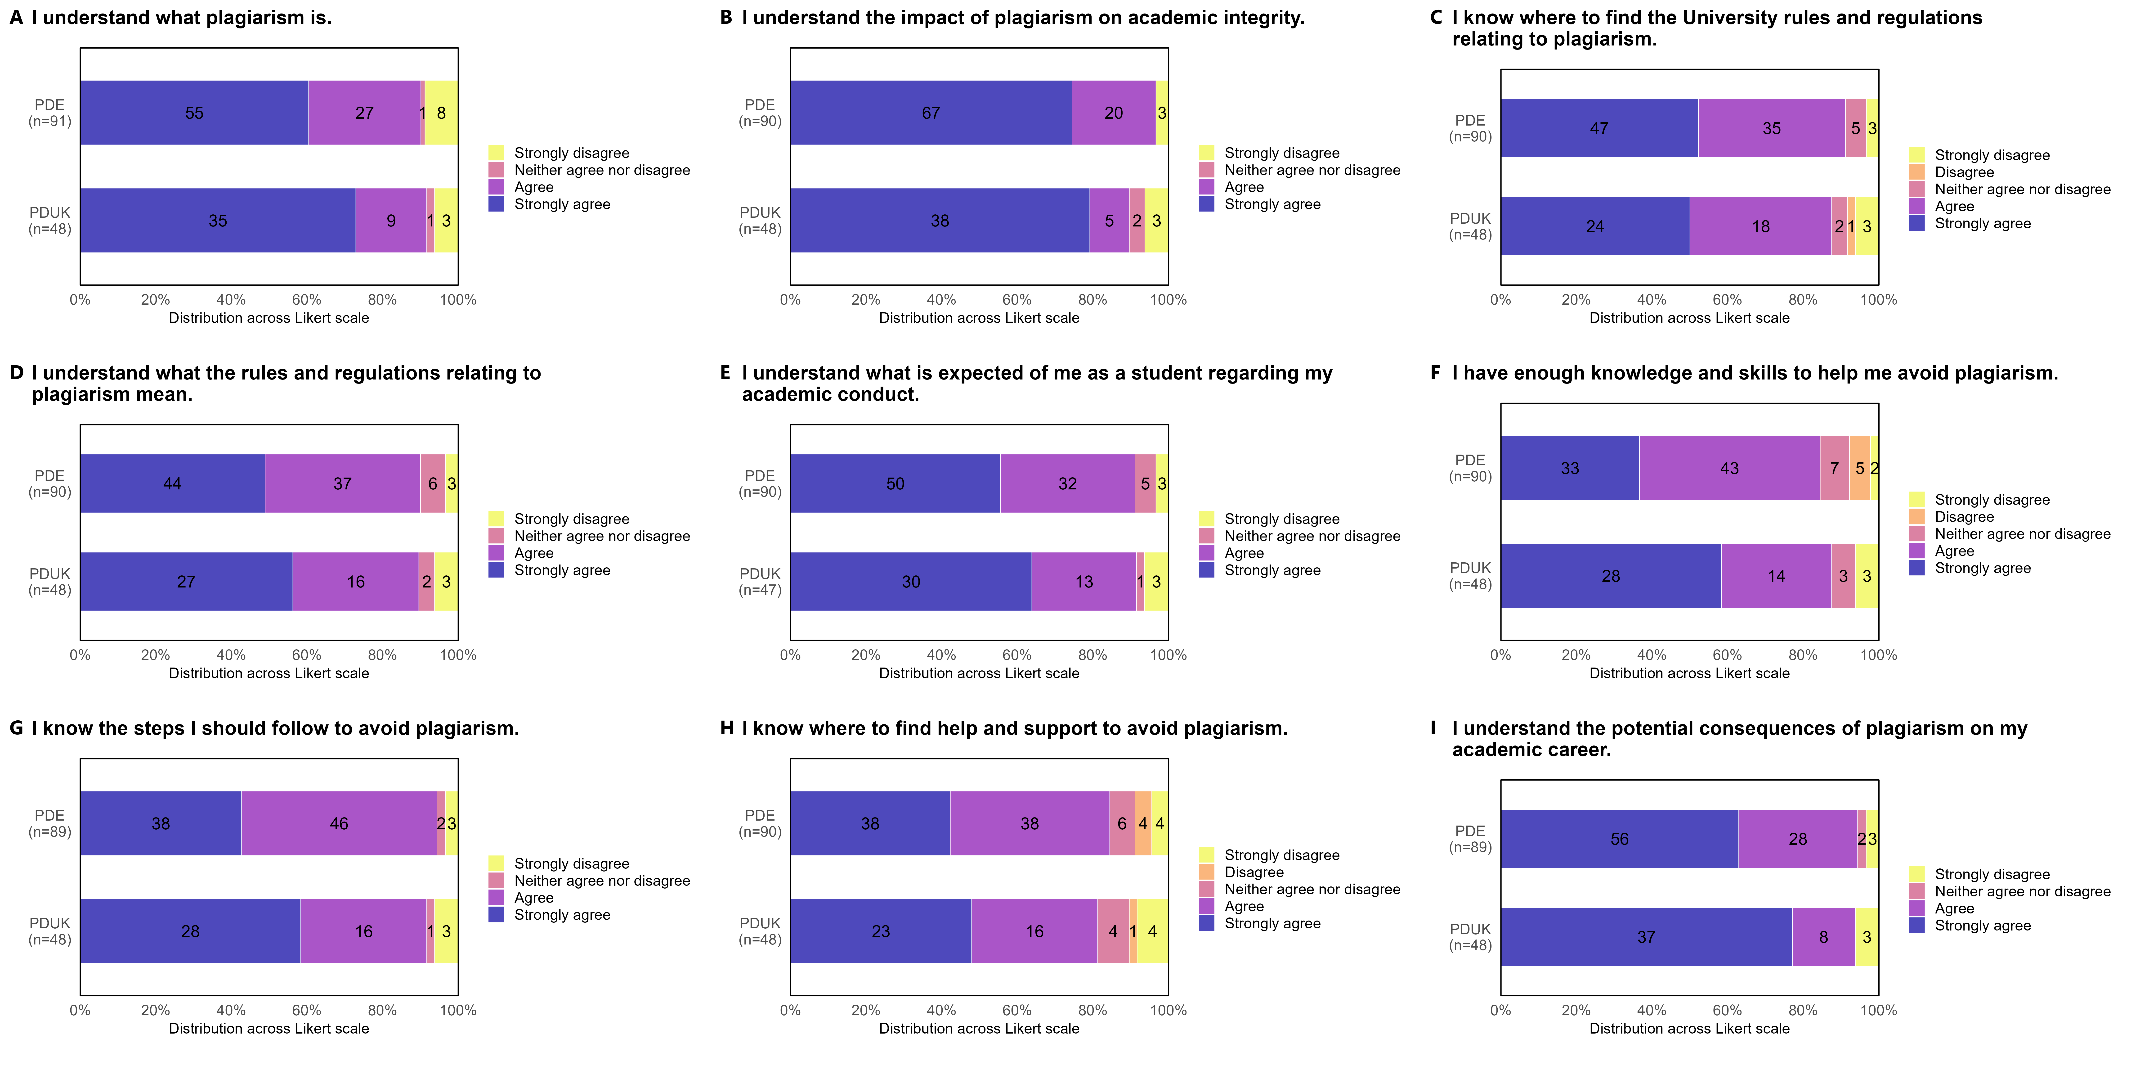 A I understand what plagiarism is.
PDE
(n=91)
55 27 1 8
PDUK
(n=48)
35 9 1 3
0% 20% 40% 60% 80% 100%
Distribution across Likert scale
Strongly disagree
Neither agree nor disagree
Agree
Strongly agree
B I understand the impact of plagiarism on academic integrity.
PDE
(n=90)
67 20 3
PDUK
(n=48)
38 5 2 3
0% 20% 40% 60% 80% 100%
Distribution across Likert scale
Strongly disagree
Neither agree nor disagree
Agree
Strongly agree
C I know where to find the University rules and regulations
relating to plagiarism.
PDE
(n=90)
47 35 5 3
PDUK
(n=48)
24 18 2 1 3
0% 20% 40% 60% 80% 100%
Distribution across Likert scale
Strongly disagree
Disagree
Neither agree nor disagree
Agree
Strongly agree
D I understand what the rules and regulations relating to
plagiarism mean.
PDE
(n=90)
44 37 6 3
PDUK
(n=48)
27 16 2 3
0% 20% 40% 60% 80% 100%
Distribution across Likert scale
Strongly disagree
Neither agree nor disagree
Agree
Strongly agree
E I understand what is expected of me as a student regarding my
academic conduct.
PDE
(n=90)
50 32 5 3
PDUK
(n=47)
30 13 1 3
0% 20% 40% 60% 80% 100%
Distribution across Likert scale
Strongly disagree
Neither agree nor disagree
Agree
Strongly agree
F I have enough knowledge and skills to help me avoid plagiarism.
PDE
(n=90)
33 43 7 5 2
PDUK
(n=48)
28 14 3 3
0% 20% 40% 60% 80% 100%
Distribution across Likert scale
Strongly disagree
Disagree
Neither agree nor disagree
Agree
Strongly agree
G I know the steps I should follow to avoid plagiarism.
PDE
(n=89)
38 46 2 3
PDUK
(n=48)
28 16 1 3
0% 20% 40% 60% 80% 100%
Distribution across Likert scale
Strongly disagree
Neither agree nor disagree
Agree
Strongly agree
H I know where to find help and support to avoid plagiarism.
PDE
(n=90)
38 38 6 4 4
PDUK
(n=48)
23 16 4 1 4
0% 20% 40% 60% 80% 100%
Distribution across Likert scale
Strongly disagree
Disagree
Neither agree nor disagree
Agree
Strongly agree
I I understand the potential consequences of plagiarism on my
academic career.
PDE
(n=89)
56 28 2 3
PDUK
(n=48)
37 8 3
0% 20% 40% 60% 80% 100%
Distribution across Likert scale
Strongly disagree
Neither agree nor disagree
Agree
Strongly agree